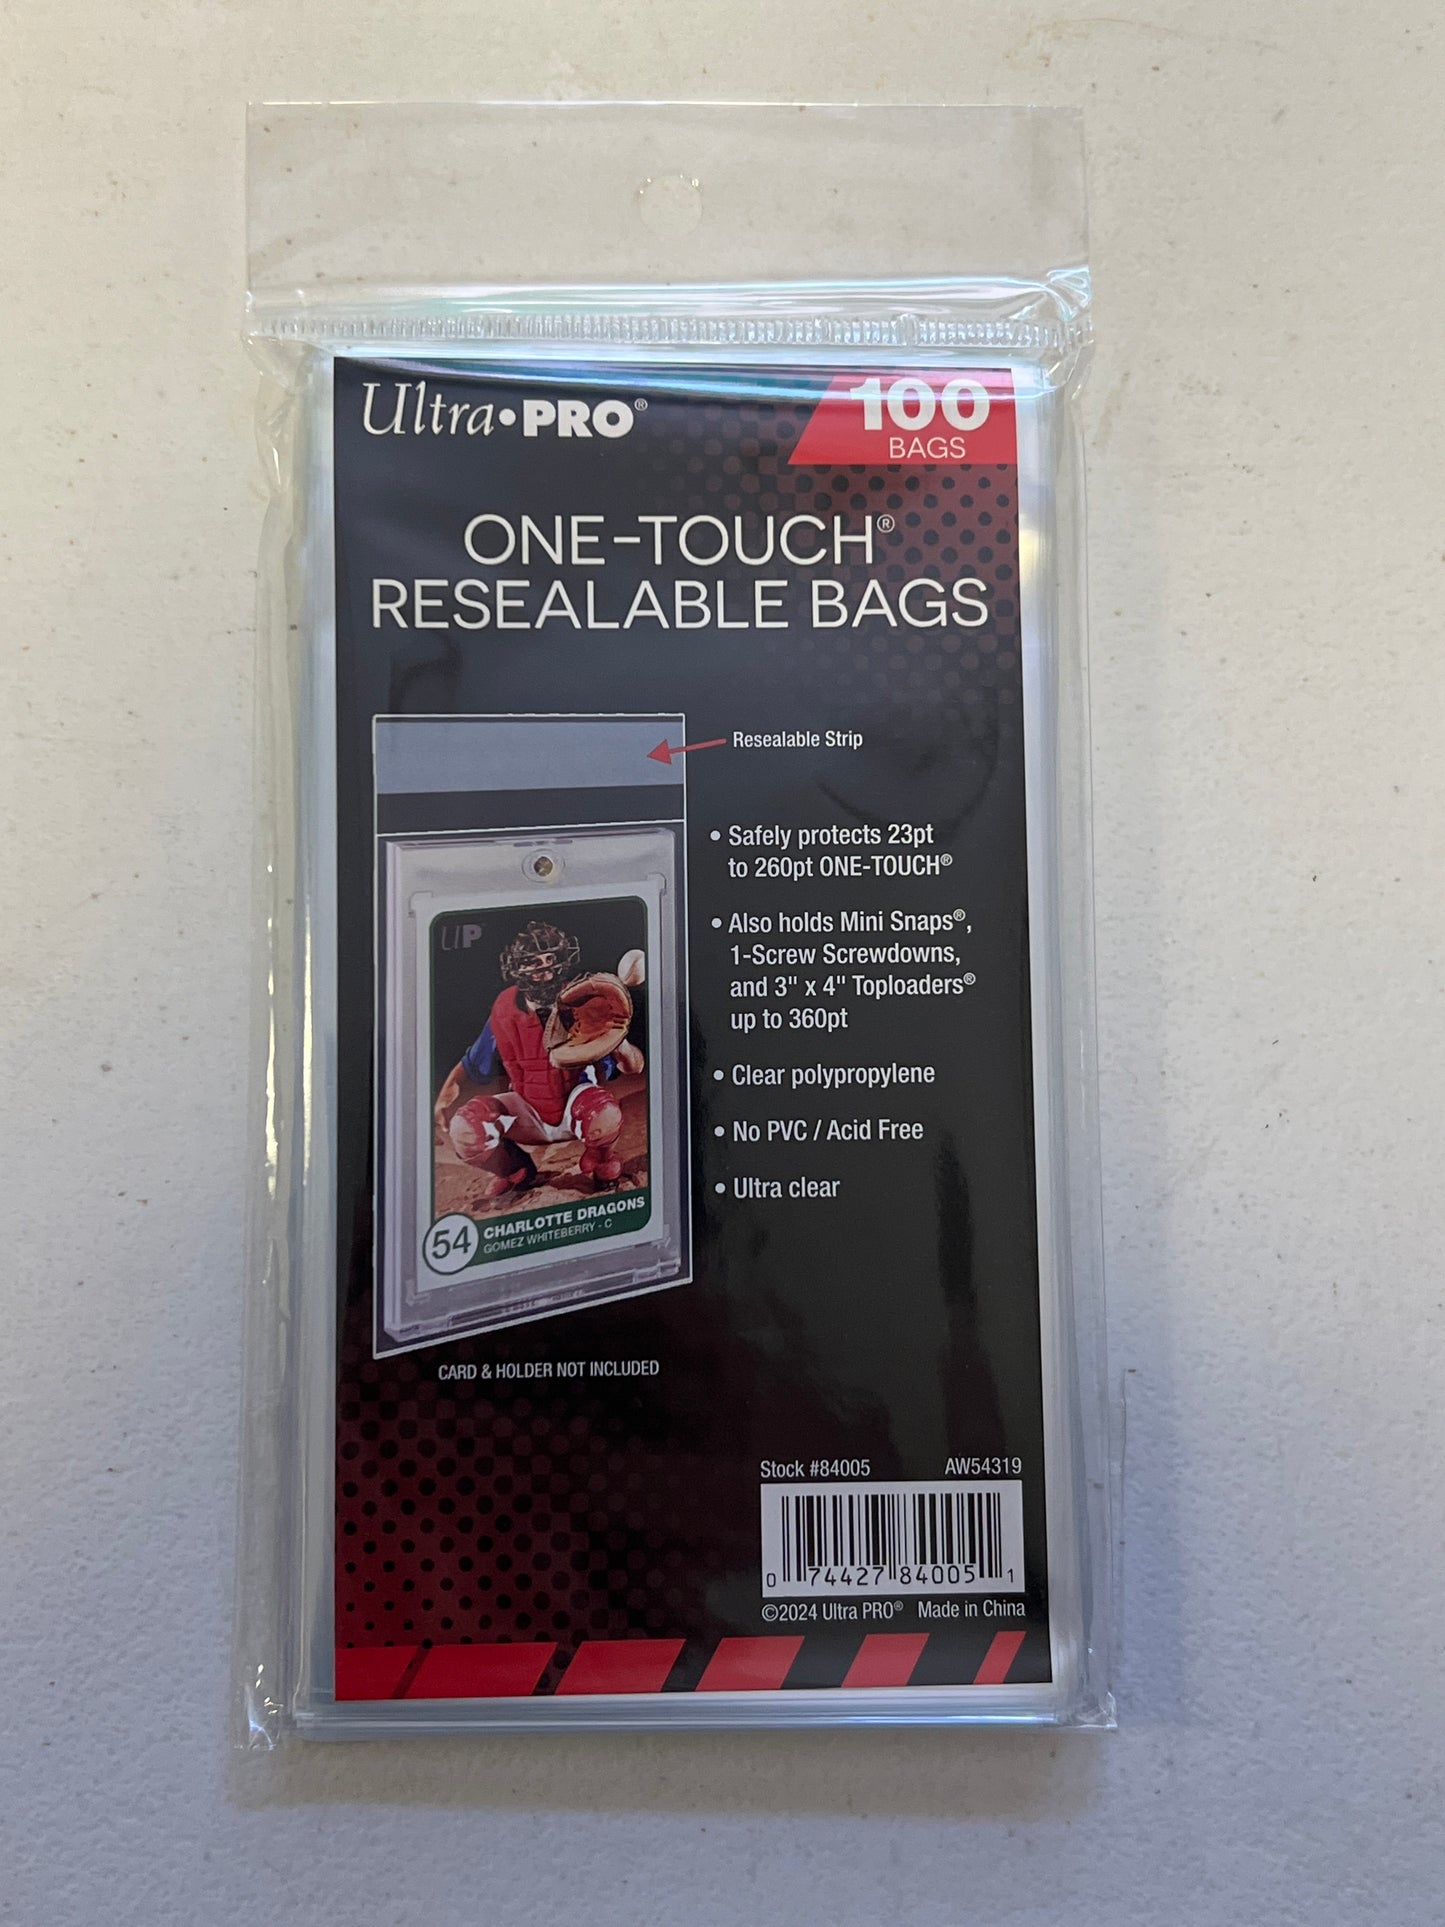 Ultra•PRO®
100
BAGS
ONE-TOUCH®
RESEALABLE BAGS
Resealable Strip
• Safely protects 23pt
to 260pt ONE-TOUCH®
• Also holds Mini Snaps®,
1-Screw Screwdowns,
and 3" x 4" Toploaders®
up to 360pt
• Clear polypropylene
• No PVC / Acid Free
• Ultra clear
UP
54
CHARLOTTE DRAGONS
GOMEZ WHITEBERRY - C
CARD & HOLDER NOT INCLUDED
Stock #84005 AW54319
0 74427 84005 1
©2024 Ultra PRO® Made in China